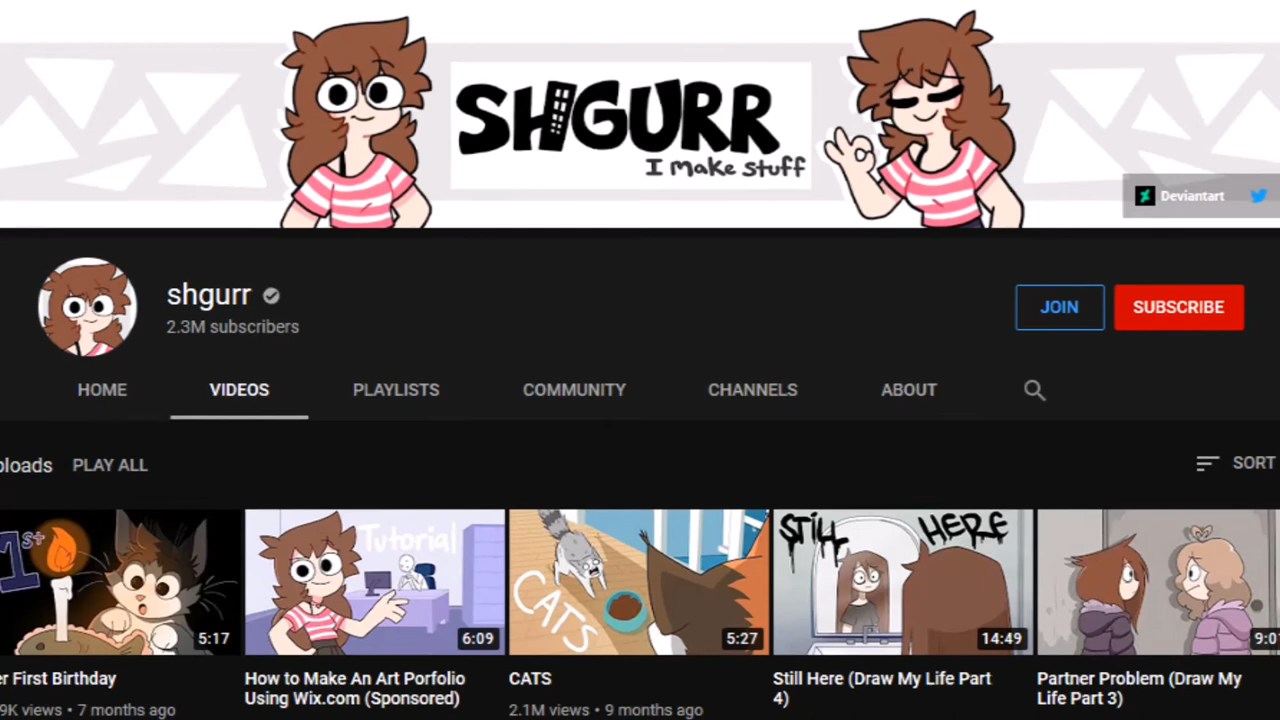 SHGURR
I make stuff
Deviantart
shgurr
2.3M subscribers
JOIN
SUBSCRIBE
HOME
VIDEOS
PLAYLISTS
COMMUNITY
CHANNELS
ABOUT
PLAY ALL
SORT
1st
Tutorial
CATS
STILL HERE
5:17
6:09
5:27
14:49
First Birthday
How to Make An Art Porfolio
Using Wix.com (Sponsored)
CATS
Still Here (Draw My Life Part
4)
Partner Problem (Draw My
Life Part 3)
9K views • 7 months ago
2.1M views • 9 months ago